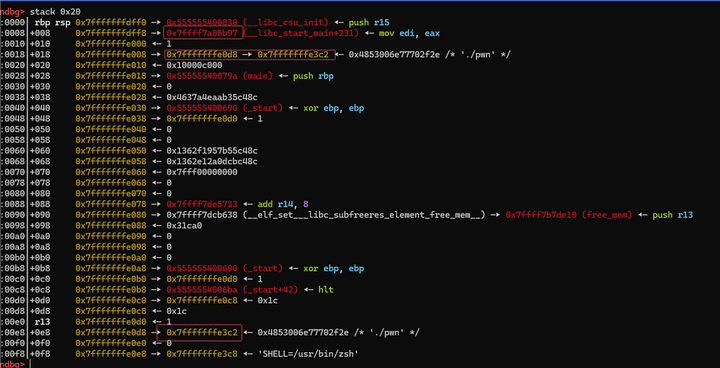 ndbg> stack 0x20
:0000│ rbp rsp 0x7fffffffdff0 → 0x555555400830 (__libc_csu_init) ← push r15
:0008│+008 0x7fffffffdff8 → 0x7ffff7a05b97 (__libc_start_main+231) ← mov edi, eax
:0010│+010 0x7fffffffe000 ← 1
:0018│+018 0x7fffffffe008 → 0x7fffffffe0d8 → 0x7fffffffe3c2 ← 0x4853006e77702f2e /* './pwn' */
:0020│+020 0x7fffffffe010 ← 0x10000c000
:0028│+028 0x7fffffffe018 → 0x55555540079a (main) ← push rbp
:0030│+030 0x7fffffffe020 ← 0
:0038│+038 0x7fffffffe028 ← 0x4637a4eaab35c48c
:0040│+040 0x7fffffffe030 → 0x555555400690 (_start) ← xor ebp, ebp
:0048│+048 0x7fffffffe038 → 0x7fffffffe0d0 ← 1
:0050│+050 0x7fffffffe040 ← 0
:0058│+058 0x7fffffffe048 ← 0
:0060│+060 0x7fffffffe050 ← 0x1362f1957b55c48c
:0068│+068 0x7fffffffe058 ← 0x1362e12a0dcbc48c
:0070│+070 0x7fffffffe060 ← 0x7fff00000000
:0078│+078 0x7fffffffe068 ← 0
:0080│+080 0x7fffffffe070 ← 0
:0088│+088 0x7fffffffe078 → 0x7ffff7de5733 ← add r14, 8
:0090│+090 0x7fffffffe080 → 0x7ffff7dcb638 (__elf_set___libc_subfreeres_element_free_mem__) → 0x7ffff7b7de10 (free_mem) ← push r13
:0098│+098 0x7fffffffe088 ← 0x31ca0
:00a0│+0a0 0x7fffffffe090 ← 0
:00a8│+0a8 0x7fffffffe098 ← 0
:00b0│+0b0 0x7fffffffe0a0 ← 0
:00b8│+0b8 0x7fffffffe0a8 → 0x555555400690 (_start) ← xor ebp, ebp
:00c0│+0c0 0x7fffffffe0b0 → 0x7fffffffe0d0 ← 1
:00c8│+0c8 0x7fffffffe0b8 → 0x5555554006ba (_start+42) ← hlt
:00d0│+0d0 0x7fffffffe0c0 → 0x7fffffffe0c8 ← 0x1c
:00d8│+0d8 0x7fffffffe0c8 ← 0x1c
:00e0│ r13 0x7fffffffe0d0 ← 1
:00e8│+0e8 0x7fffffffe0d8 → 0x7fffffffe3c2 ← 0x4853006e77702f2e /* './pwn' */
:00f0│+0f0 0x7fffffffe0e0 ← 0
:00f8│+0f8 0x7fffffffe0e8 → 0x7fffffffe3c8 ← 'SHELL=/usr/bin/zsh'
ndbg>